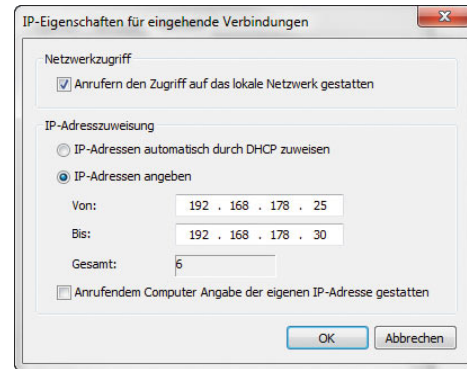 IP-Eigenschaften für eingehende Verbindungen
Netzwerkzugriff
Anrufern den Zugriff auf das lokale Netzwerk gestatten
IP-Adresszuweisung
IP-Adressen automatisch durch DHCP zuweisen
IP-Adressen angeben
Von: 192 . 168 . 178 . 25
Bis: 192 . 168 . 178 . 30
Gesamt: 6
Anrufendem Computer Angabe der eigenen IP-Adresse gestatten
OK Abbrechen